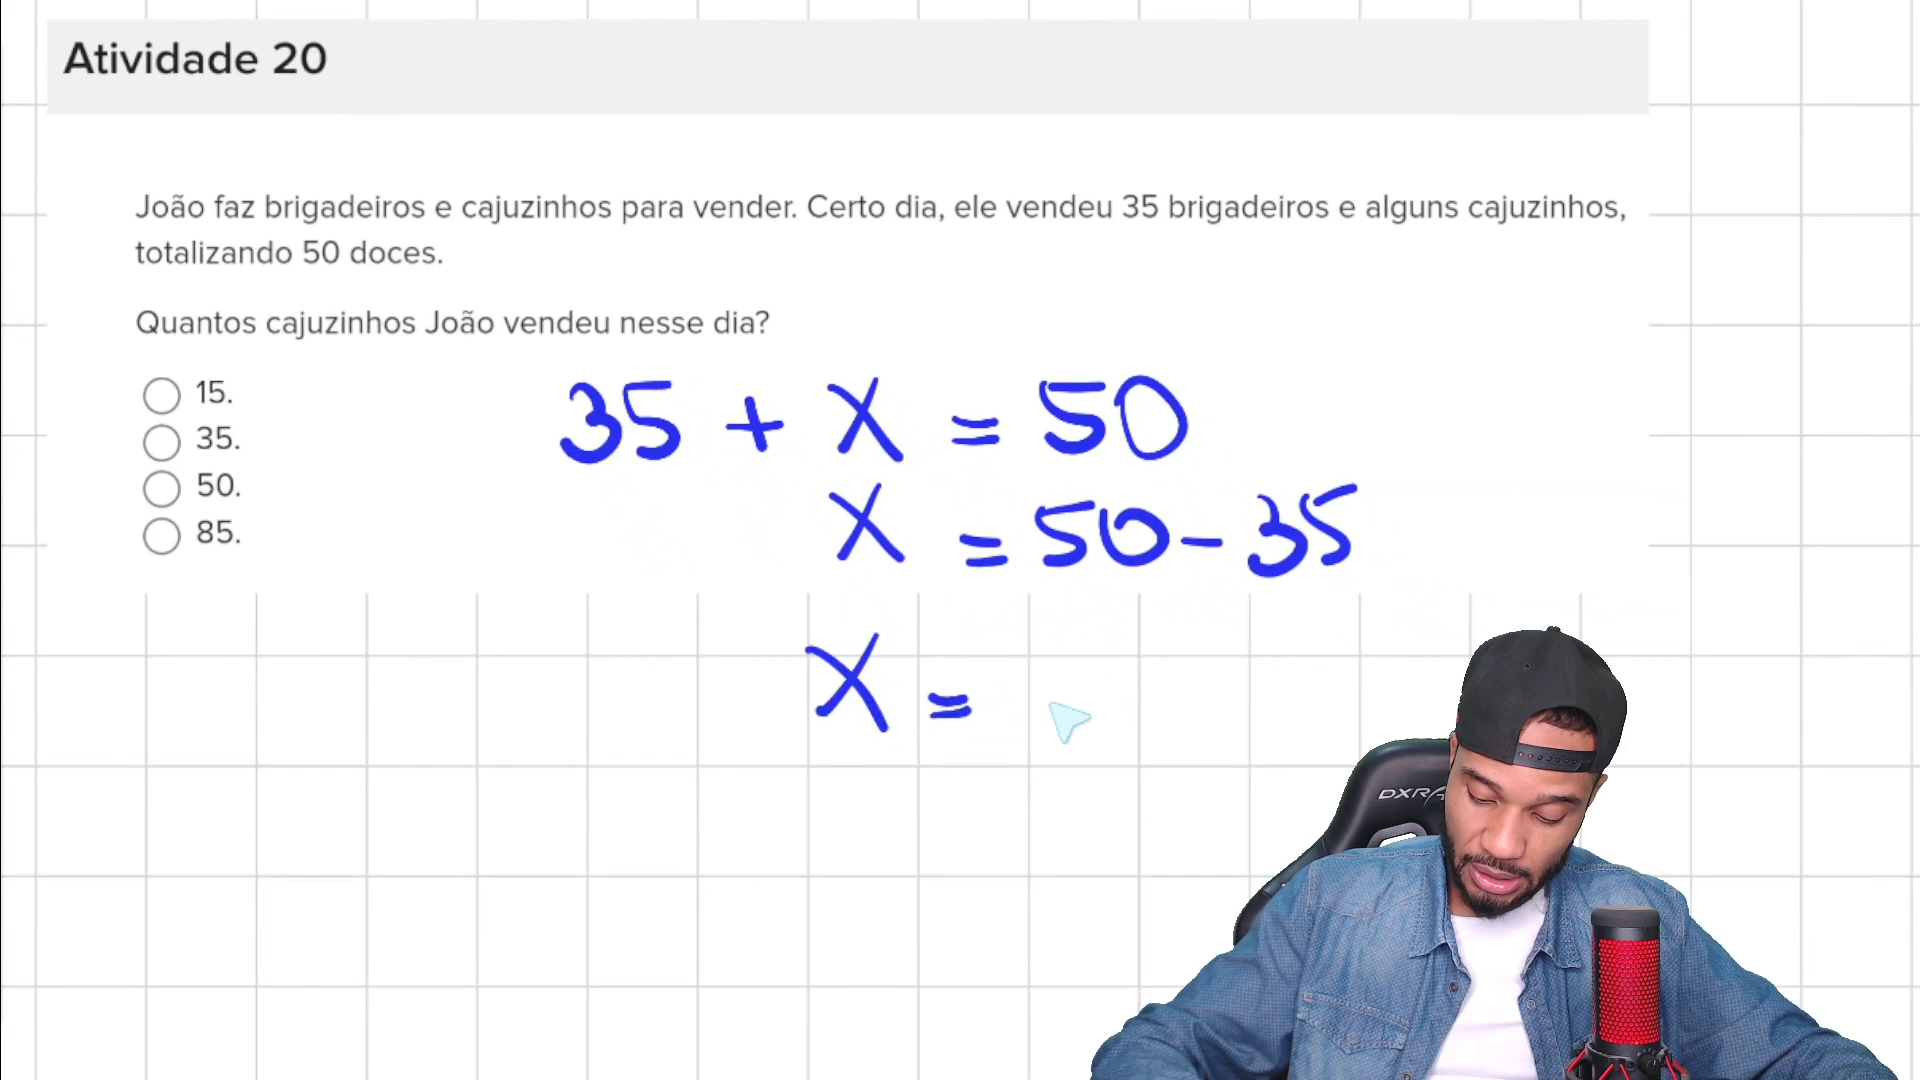 Atividade 20
João faz brigadeiros e cajuzinhos para vender. Certo dia, ele vendeu 35 brigadeiros e alguns cajuzinhos,
totalizando 50 doces.
Quantos cajuzinhos João vendeu nesse dia?
15.
35.
50.
85.
35 + X = 50
X = 50 - 35
X =